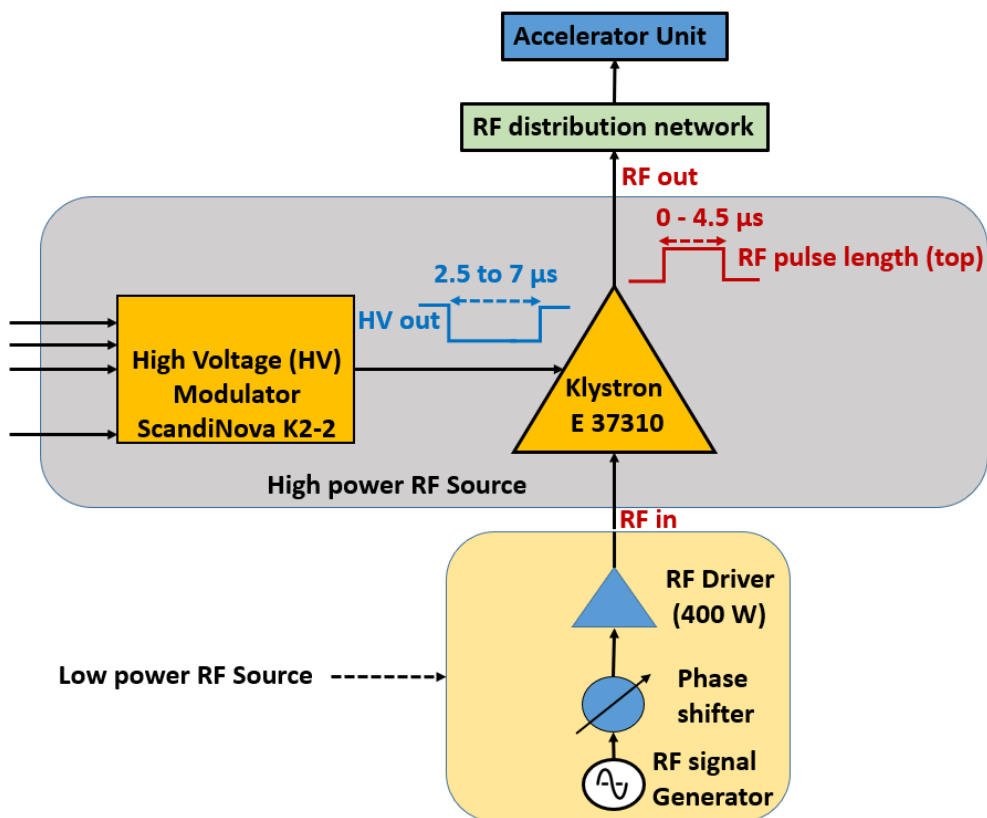 Accelerator Unit
RF distribution network
RF out
0 - 4.5 µs
RF pulse length (top)
2.5 to 7 µs
HV out
High Voltage (HV)
Modulator
ScandiNova K2-2
Klystron
E 37310
High power RF Source
RF in
RF Driver
(400 W)
Low power RF Source
Phase
shifter
RF signal
Generator